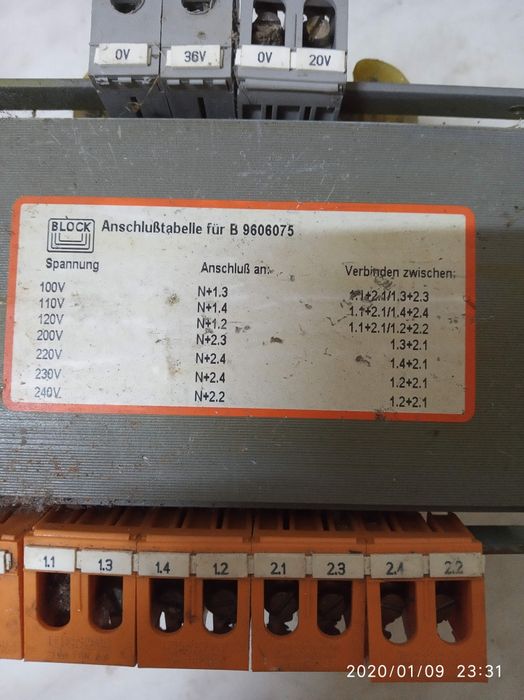 0V 36V 0V 20V
BLOCK Anschlußtabelle für B 9606075
Spannung Anschluß an: Verbinden zwischen:
100V N+1.3 1.1+2.1/1.3+2.3
110V N+1.4 1.1+2.1/1.4+2.4
120V N+1.2 1.1+2.1/1.2+2.2
200V N+2.3 1.3+2.1
220V N+2.4 1.4+2.1
230V N+2.4 1.2+2.1
240V N+2.2 1.2+2.1
1.1 1.3 1.4 1.2 2.1 2.3 2.4 2.2
2020/01/09 23:31